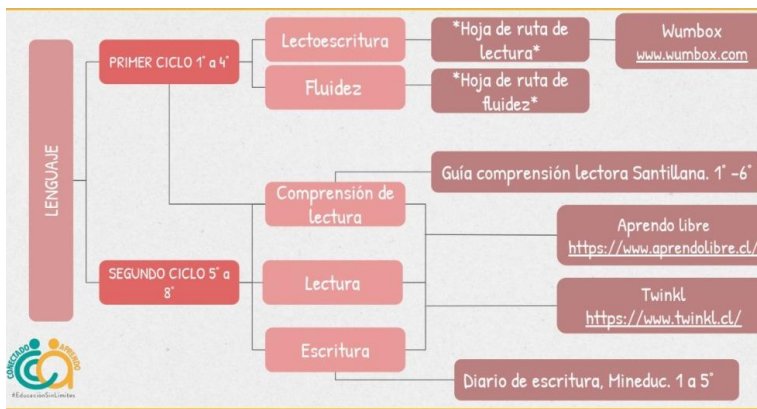 LENGUAJE
PRIMER CICLO 1° a 4°
Lectoescritura
*Hoja de ruta de
lectura*
Wumbox
www.wumbox.com
Fluidez
*Hoja de ruta de
fluidez*
Guía comprensión lectora Santillana. 1° -6°
Comprensión de
lectura
Aprendo libre
https://www.aprendolibre.cl/
SEGUNDO CICLO 5° a
8°
Lectura
Twinkl
https://www.twinkl.cl/
Escritura
Diario de escritura, Mineduc. 1 a 5°
CONECTADO
APRENDO
#EducaciónSinLímites